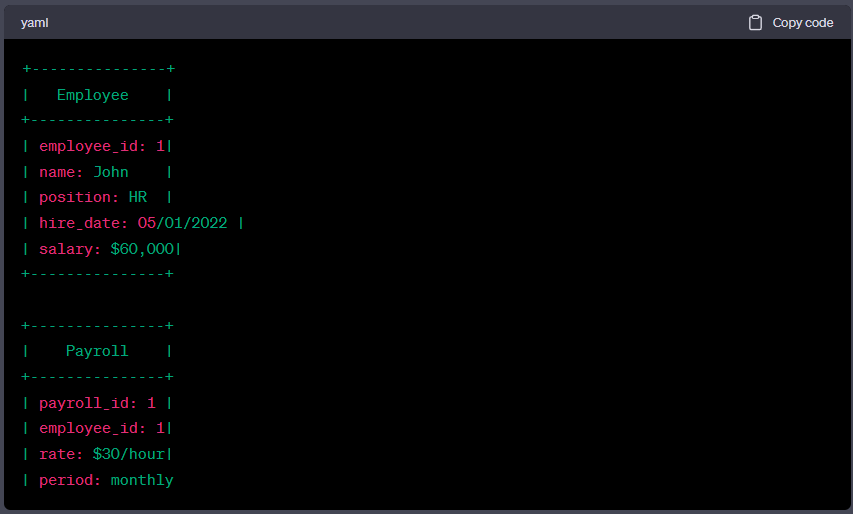 yaml
Copy code
+---------------+
|   Employee    |
+---------------+
| employee_id: 1|
| name: John    |
| position: HR  |
| hire_date: 05/01/2022 |
| salary: $60,000|
+---------------+
+---------------+
|    Payroll    |
+---------------+
| payroll_id: 1 |
| employee_id: 1|
| rate: $30/hour|
| period: monthly